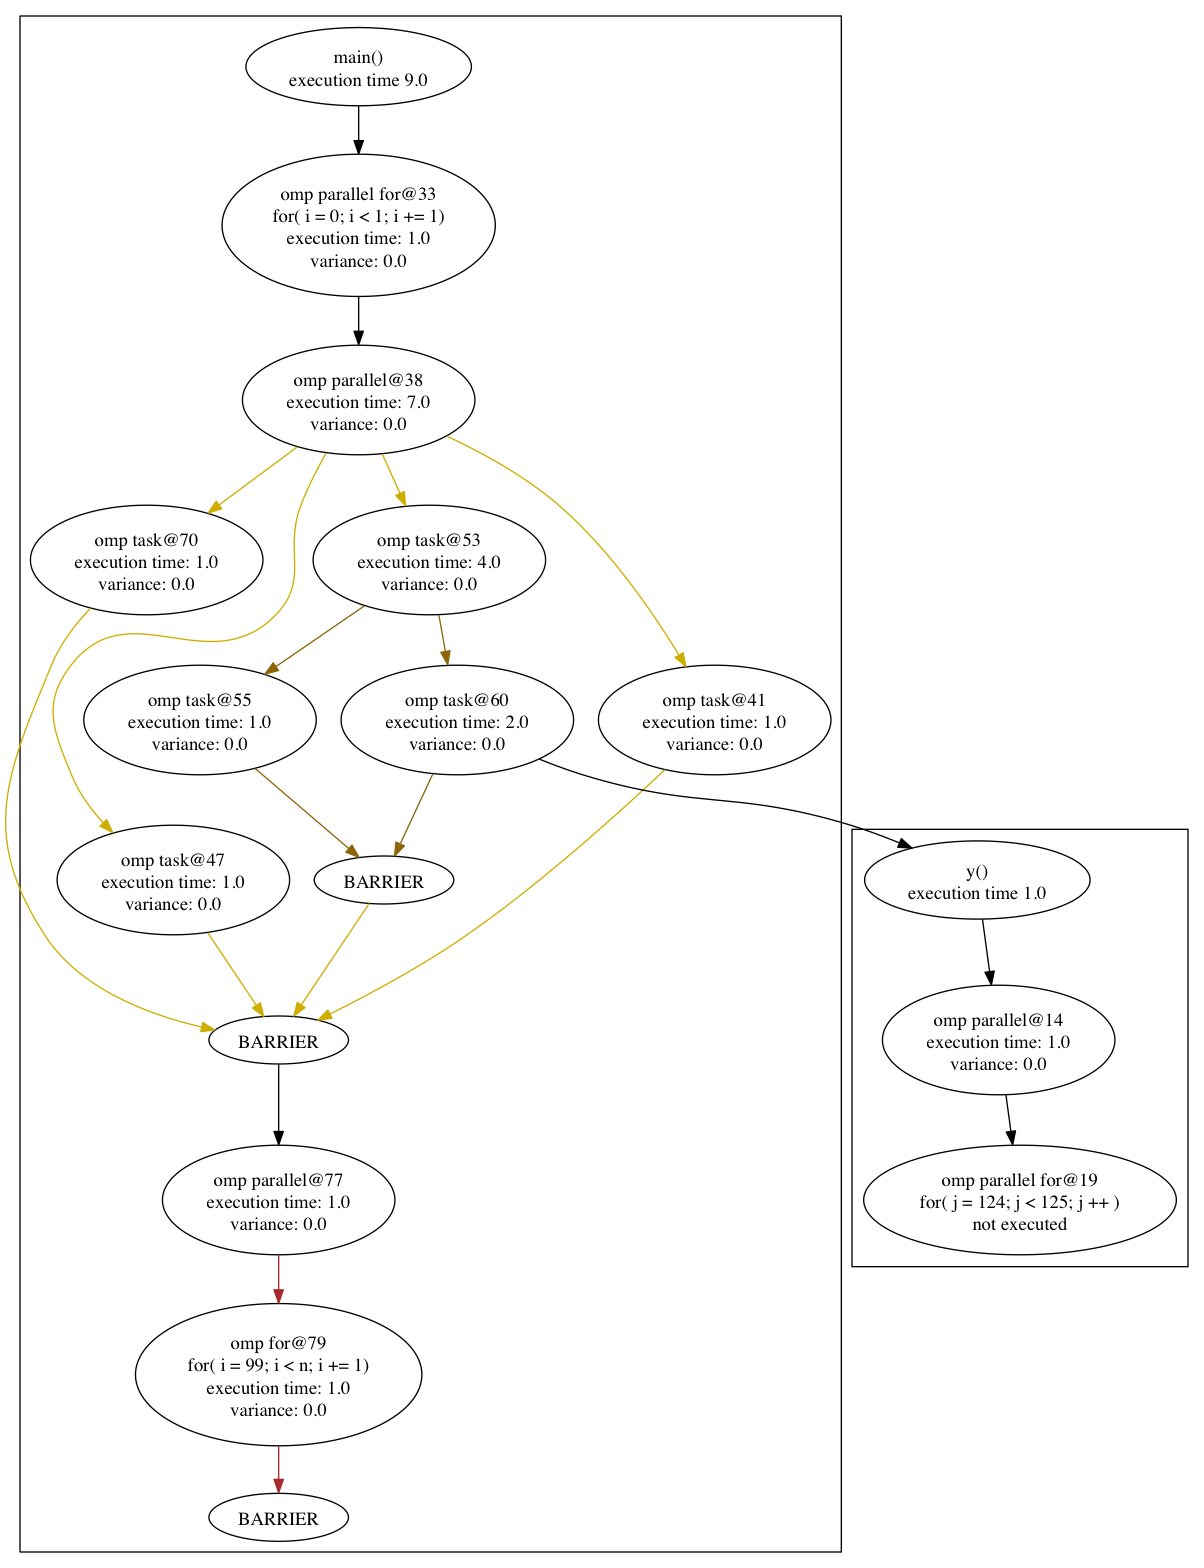 main()
execution time 9.0
omp parallel for@33
for( i = 0; i < 1; i += 1)
execution time: 1.0
variance: 0.0
omp parallel@38
execution time: 7.0
variance: 0.0
omp task@70
execution time: 1.0
variance: 0.0
omp task@53
execution time: 4.0
variance: 0.0
omp task@55
execution time: 1.0
variance: 0.0
omp task@60
execution time: 2.0
variance: 0.0
omp task@41
execution time: 1.0
variance: 0.0
omp task@47
execution time: 1.0
variance: 0.0
BARRIER
y()
execution time 1.0
BARRIER
omp parallel@14
execution time: 1.0
variance: 0.0
omp parallel@77
execution time: 1.0
variance: 0.0
omp parallel for@19
for( j = 124; j < 125; j ++ )
not executed
omp for@79
for( i = 99; i < n; i += 1)
execution time: 1.0
variance: 0.0
BARRIER